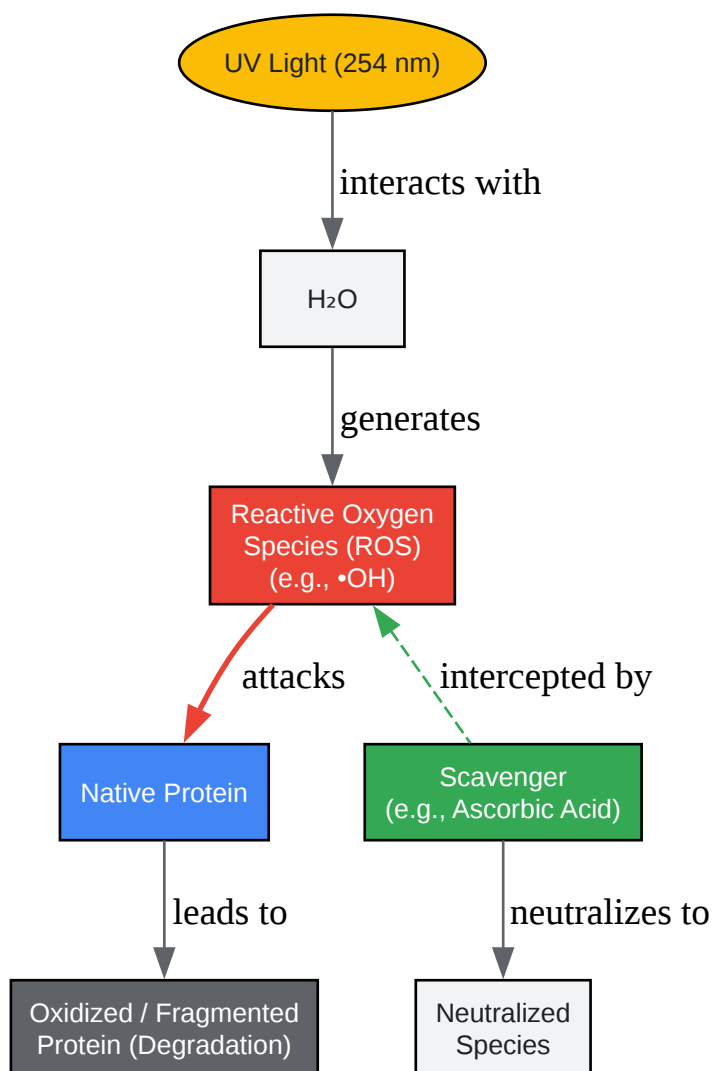 UV Light (254 nm)
interacts with
H₂O
generates
Reactive Oxygen
Species (ROS)
(e.g., •OH)
attacks
intercepted by
Native Protein
Scavenger
(e.g., Ascorbic Acid)
leads to
neutralizes to
Oxidized / Fragmented
Protein (Degradation)
Neutralized
Species